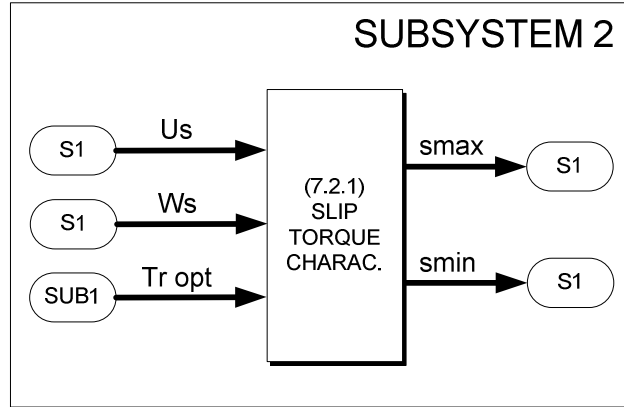 SUBSYSTEM 2
S1
Us
S1
Ws
SUB1
Tr opt
(7.2.1)
SLIP
TORQUE
CHARAC.
smax
S1
smin
S1